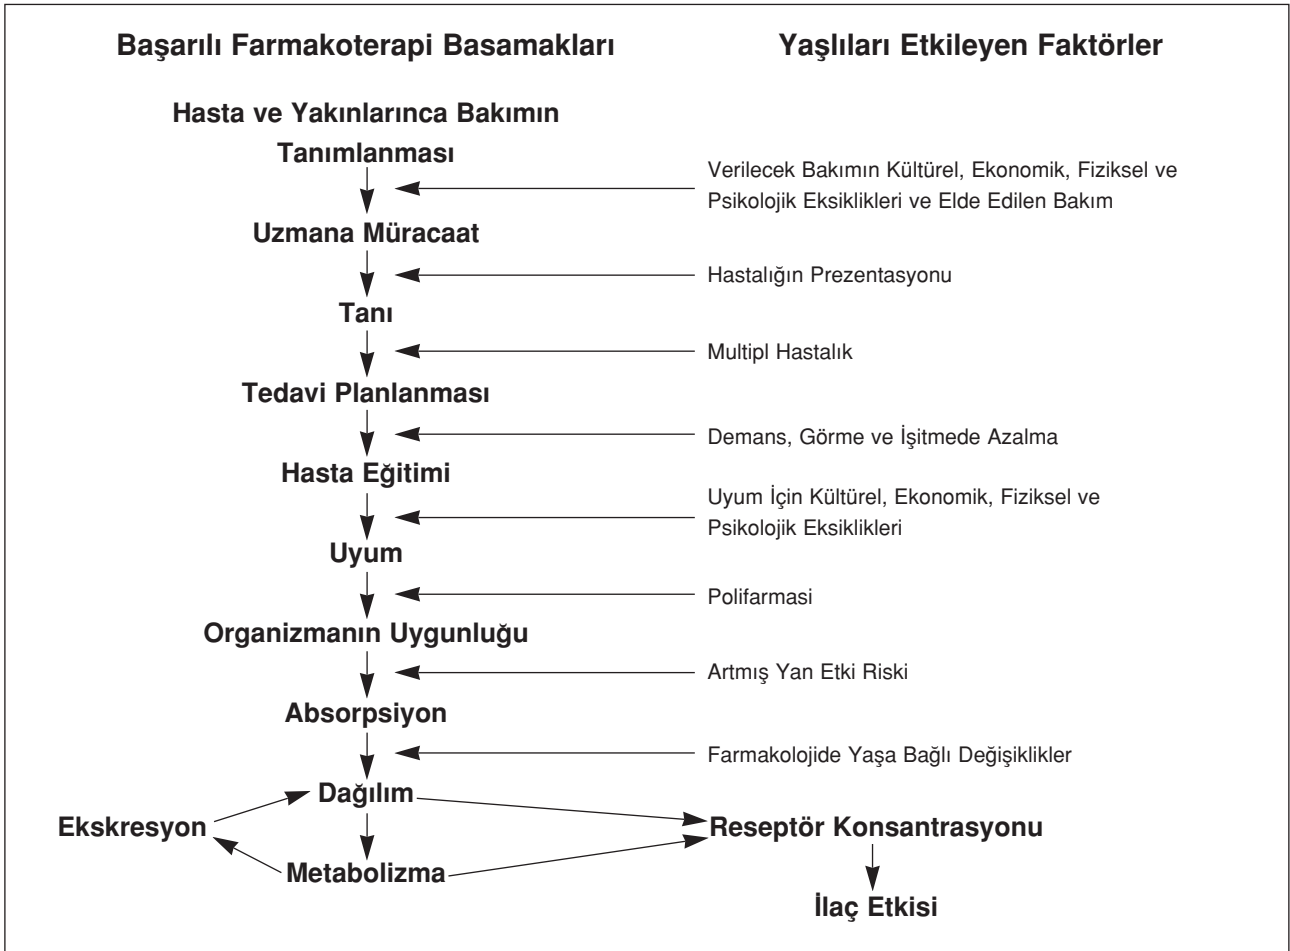 Başarılı Farmakoterapi Basamakları
Yaşlıları Etkileyen Faktörler
Hasta ve Yakınlarınca Bakımın
Tanımlanması
Verilecek Bakımın Kültürel, Ekonomik, Fiziksel ve
Psikolojik Eksiklikleri ve Elde Edilen Bakım
Uzmana Müracaat
Hastalığın Prezentasyonu
Tanı
Multipl Hastalık
Tedavi Planlanması
Demans, Görme ve İşitmede Azalma
Hasta Eğitimi
Uyum İçin Kültürel, Ekonomik, Fiziksel ve
Psikolojik Eksiklikleri
Uyum
Polifarmasi
Organizmanın Uygunluğu
Artmış Yan Etki Riski
Absorpsiyon
Farmakolojide Yaşa Bağlı Değişiklikler
Dağılım
Ekskresyon
Reseptör Konsantrasyonu
Metabolizma
İlaç Etkisi